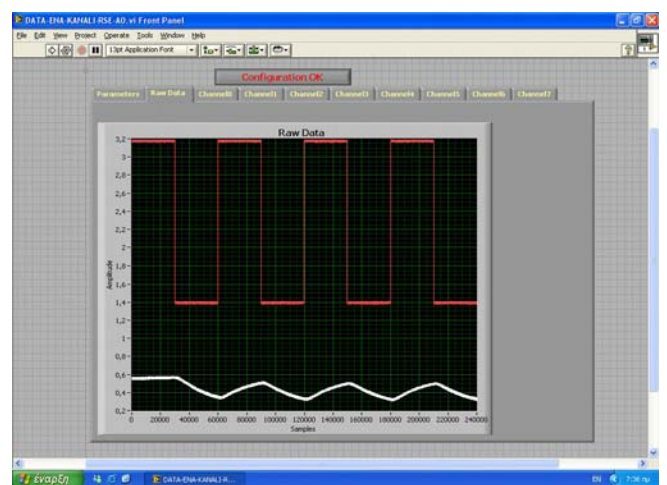 DATA-ENA-KANALI-RSE-AO.vi Front Panel
File Edit View Project Operate Tools Window Help
13pt Application Font
Configuration OK
Parameters Raw Data Channel0 Channel1 Channel2 Channel3 Channel4 Channel5 Channel6 Channel7
Raw Data
3,2
3
2,8
2,6
2,4
2,2
2
1,8
1,6
1,4
1,2
1
0,8
0,6
0,4
0,2
Amplitude
0 20000 40000 60000 80000 100000 120000 140000 160000 180000 200000 220000 240000
Samples
έναρξη
DATA-ENA-KANALI-R...
EN
7:36 πμ